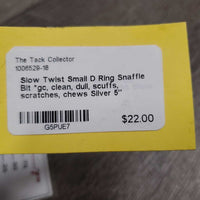 The Tack Collector
1006529-18
Slow Twist Small D Ring Snaffle
Bit "gc, clean, dull, scuffs,
scratches, chews Silver 5"
$22.00
G5PUE7